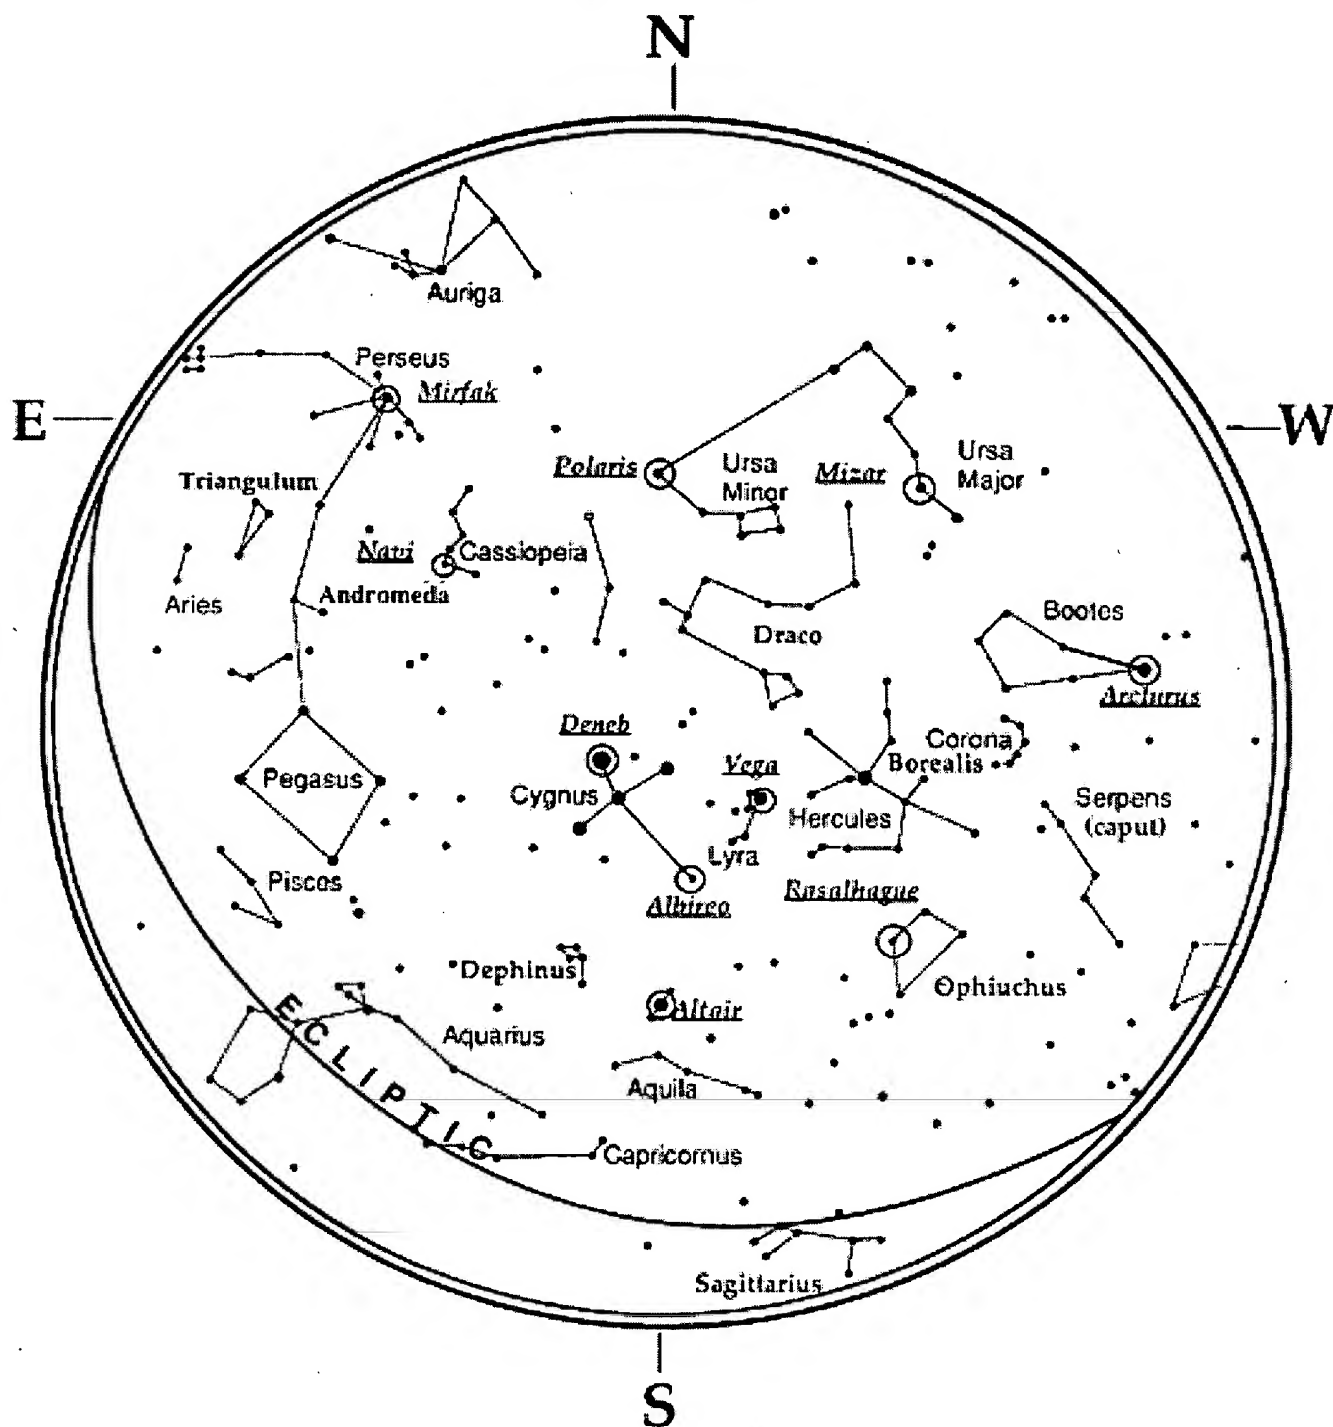 N
Auriga
Perseus
Mirfak
E
W
Triangulum
Polaris
Ursa
Minor
Mizar
Ursa
Major
Navi
Cassiopeia
Aries
Andromeda
Bootes
Draco
Arcturus
Deneb
Corona
Borealis
Vega
Pegasus
Cygnus
Hercules
Serpens
(caput)
Lyra
Pisces
Albireo
Rasalhague
Dephinus
Ophiuchus
Altair
ECLIPTIC
Aquarius
Aquila
Capricornus
Sagittarius
S